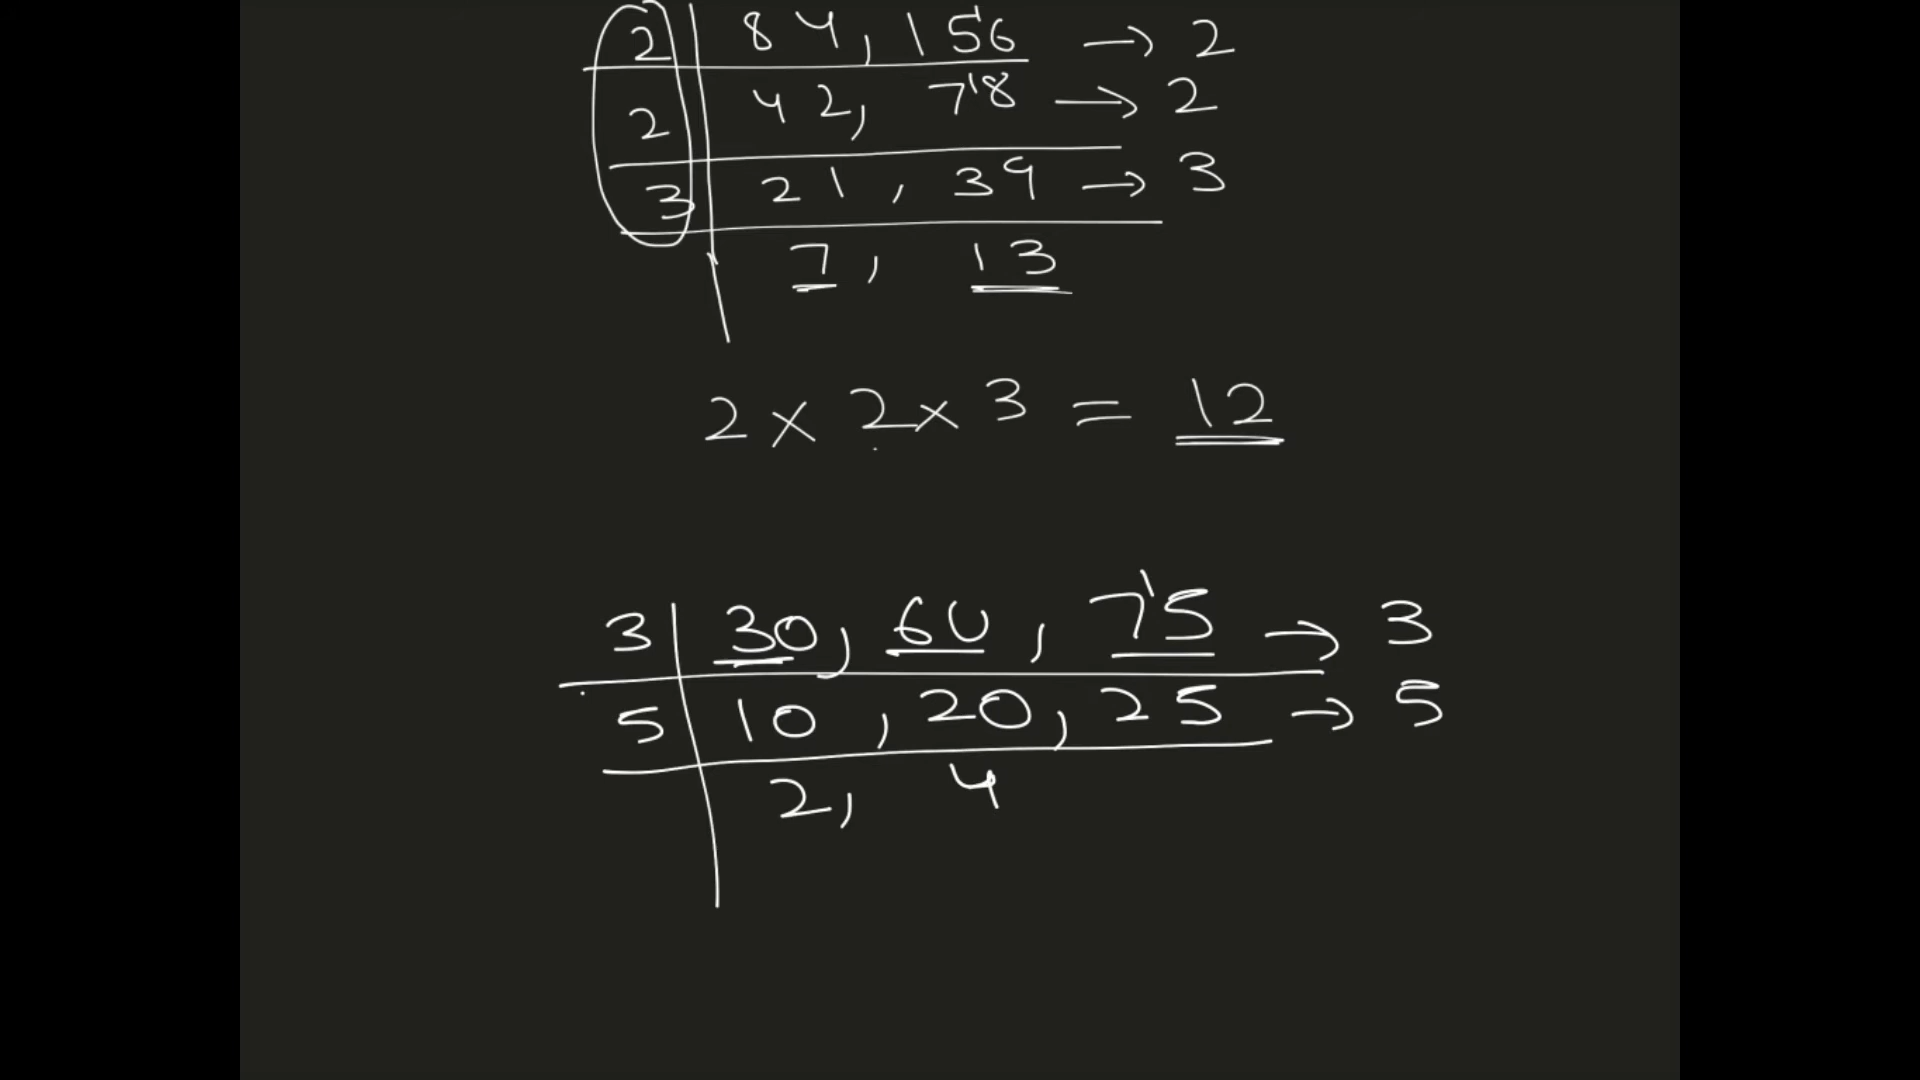 2 | 84, 156 → 2
2 | 42, 78 → 2
3 | 21, 39 → 3
7, 13
2 × 2 × 3 = 12
3 | 30, 60, 75 → 3
5 | 10, 20, 25 → 5
2, 4